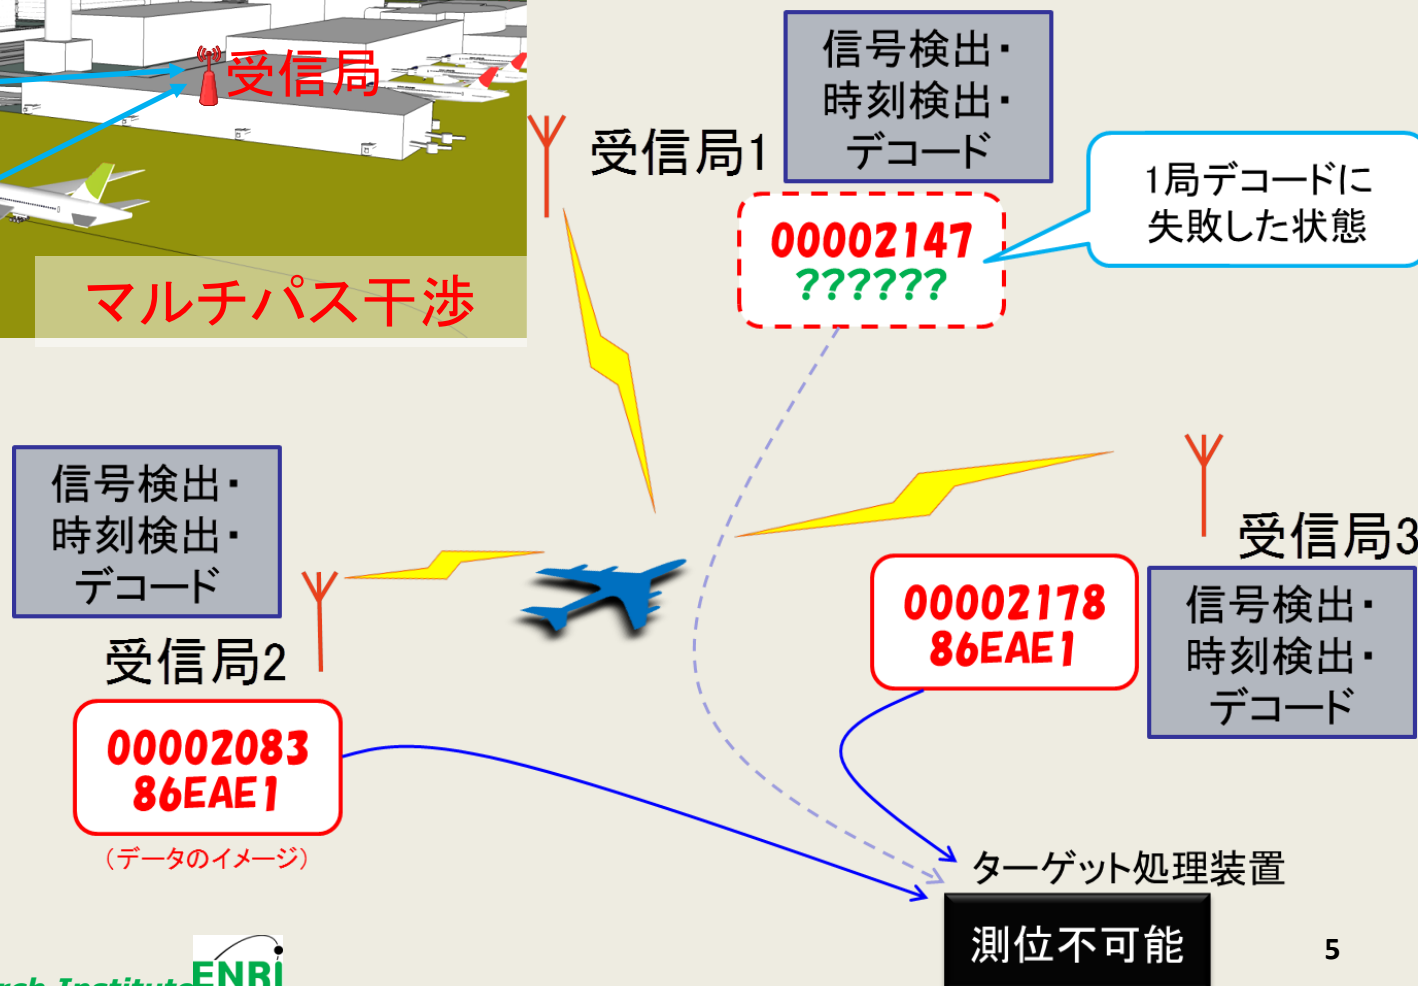 受信局
マルチパス干渉
受信局1
信号検出・
時刻検出・
デコード
00002147
??????
1局デコードに
失敗した状態
信号検出・
時刻検出・
デコード
受信局2
00002083
86EAE1
(データのイメージ)
受信局3
00002178
86EAE1
信号検出・
時刻検出・
デコード
ターゲット処理装置
測位不可能
5
Institute
ENRI